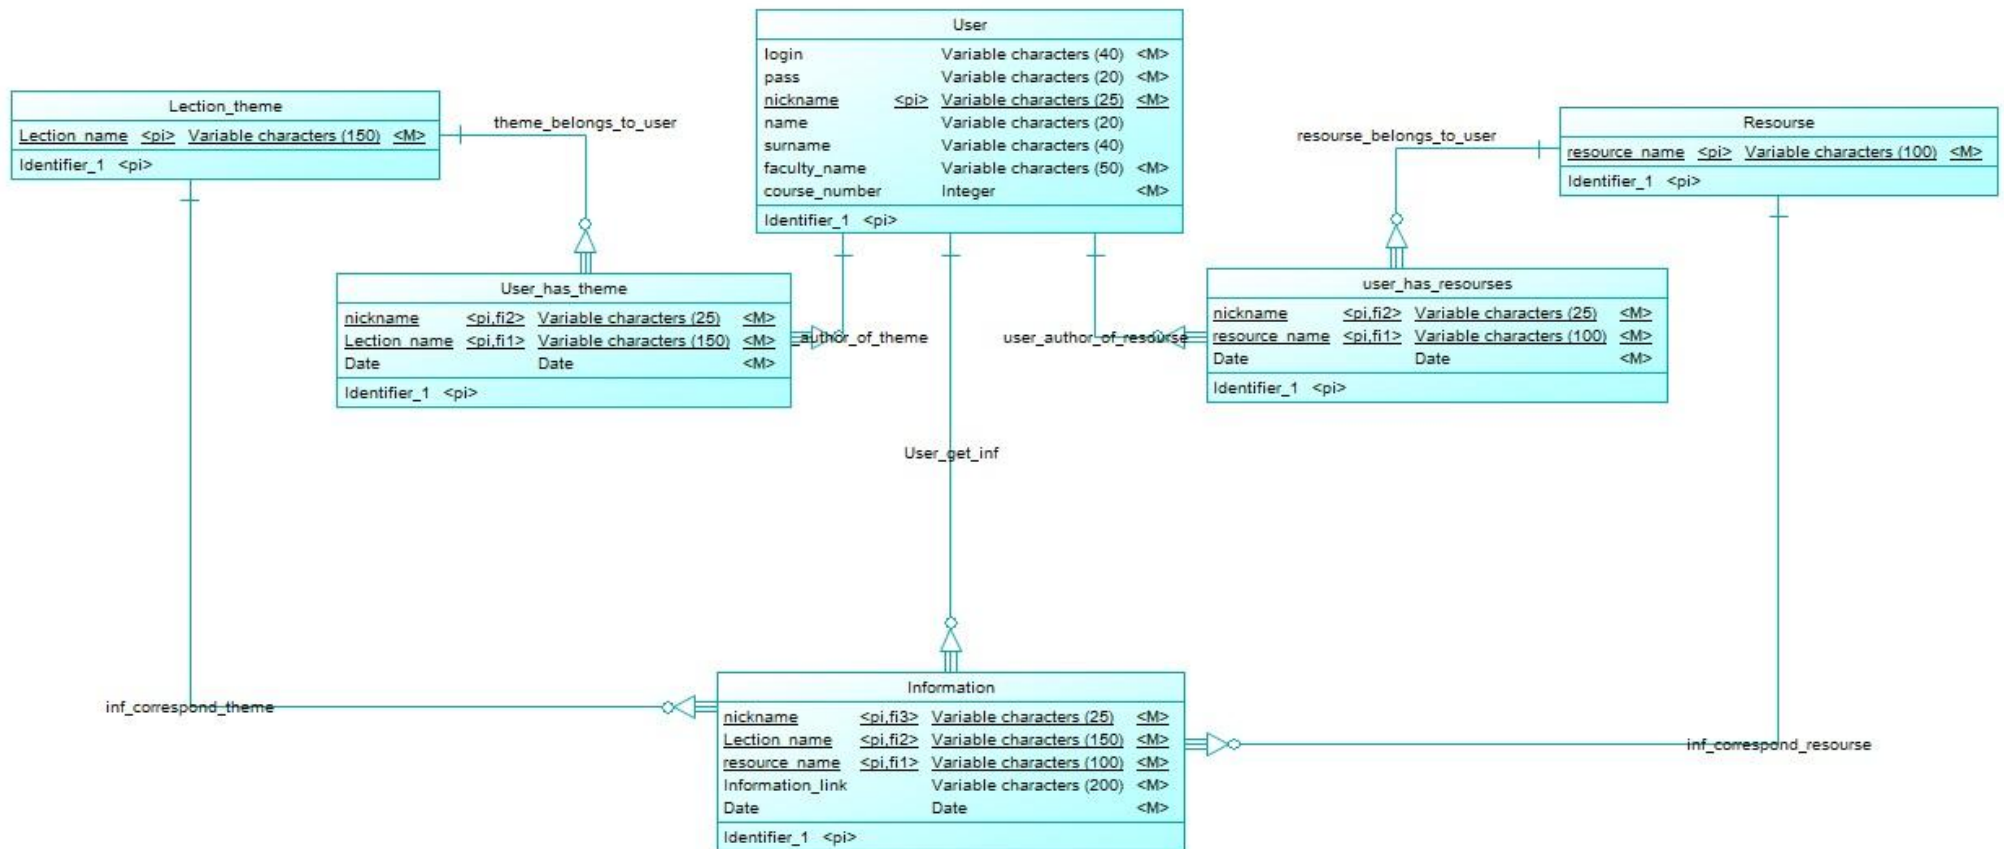 User
login Variable characters (40) <M>
pass Variable characters (20) <M>
nickname <pi> Variable characters (25) <M>
name Variable characters (20)
surname Variable characters (40)
faculty_name Variable characters (50) <M>
course_number Integer <M>
Identifier_1 <pi>
Lection_theme
Lection_name <pi> Variable characters (150) <M>
Identifier_1 <pi>
theme_belongs_to_user
resourse_belongs_to_user
Resourse
resource_name <pi> Variable characters (100) <M>
Identifier_1 <pi>
User_has_theme
nickname <pi,fi2> Variable characters (25) <M>
Lection_name <pi,fi1> Variable characters (150) <M>
Date Date <M>
Identifier_1 <pi>
_author_of_theme
user_author_of_resourse
user_has_resourses
nickname <pi,fi2> Variable characters (25) <M>
resource_name <pi,fi1> Variable characters (100) <M>
Date Date <M>
Identifier_1 <pi>
User_get_inf
inf_correspond_theme
Information
nickname <pi,fi3> Variable characters (25) <M>
Lection_name <pi,fi2> Variable characters (150) <M>
resource_name <pi,fi1> Variable characters (100) <M>
Information_link Variable characters (200) <M>
Date Date <M>
Identifier_1 <pi>
inf_correspond_resourse